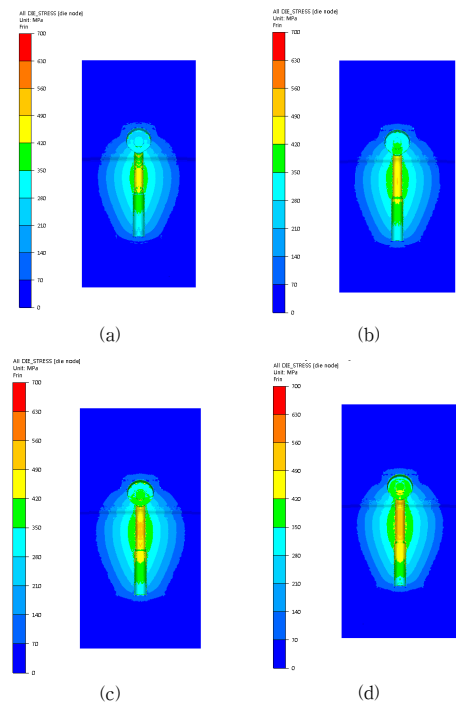 All DIE_STRESS (die node)
Unit: MPa
Frin
700
630
560
490
420
350
280
210
140
70
0
(a)
All DIE_STRESS (die node)
Unit: MPa
Frin
700
630
560
490
420
350
280
210
140
70
0
(b)
All DIE_STRESS (die node)
Unit: MPa
Frin
700
630
560
490
420
350
280
210
140
70
0
(c)
All DIE_STRESS (die node)
Unit: MPa
Frin
700
630
560
490
420
350
280
210
140
70
0
(d)